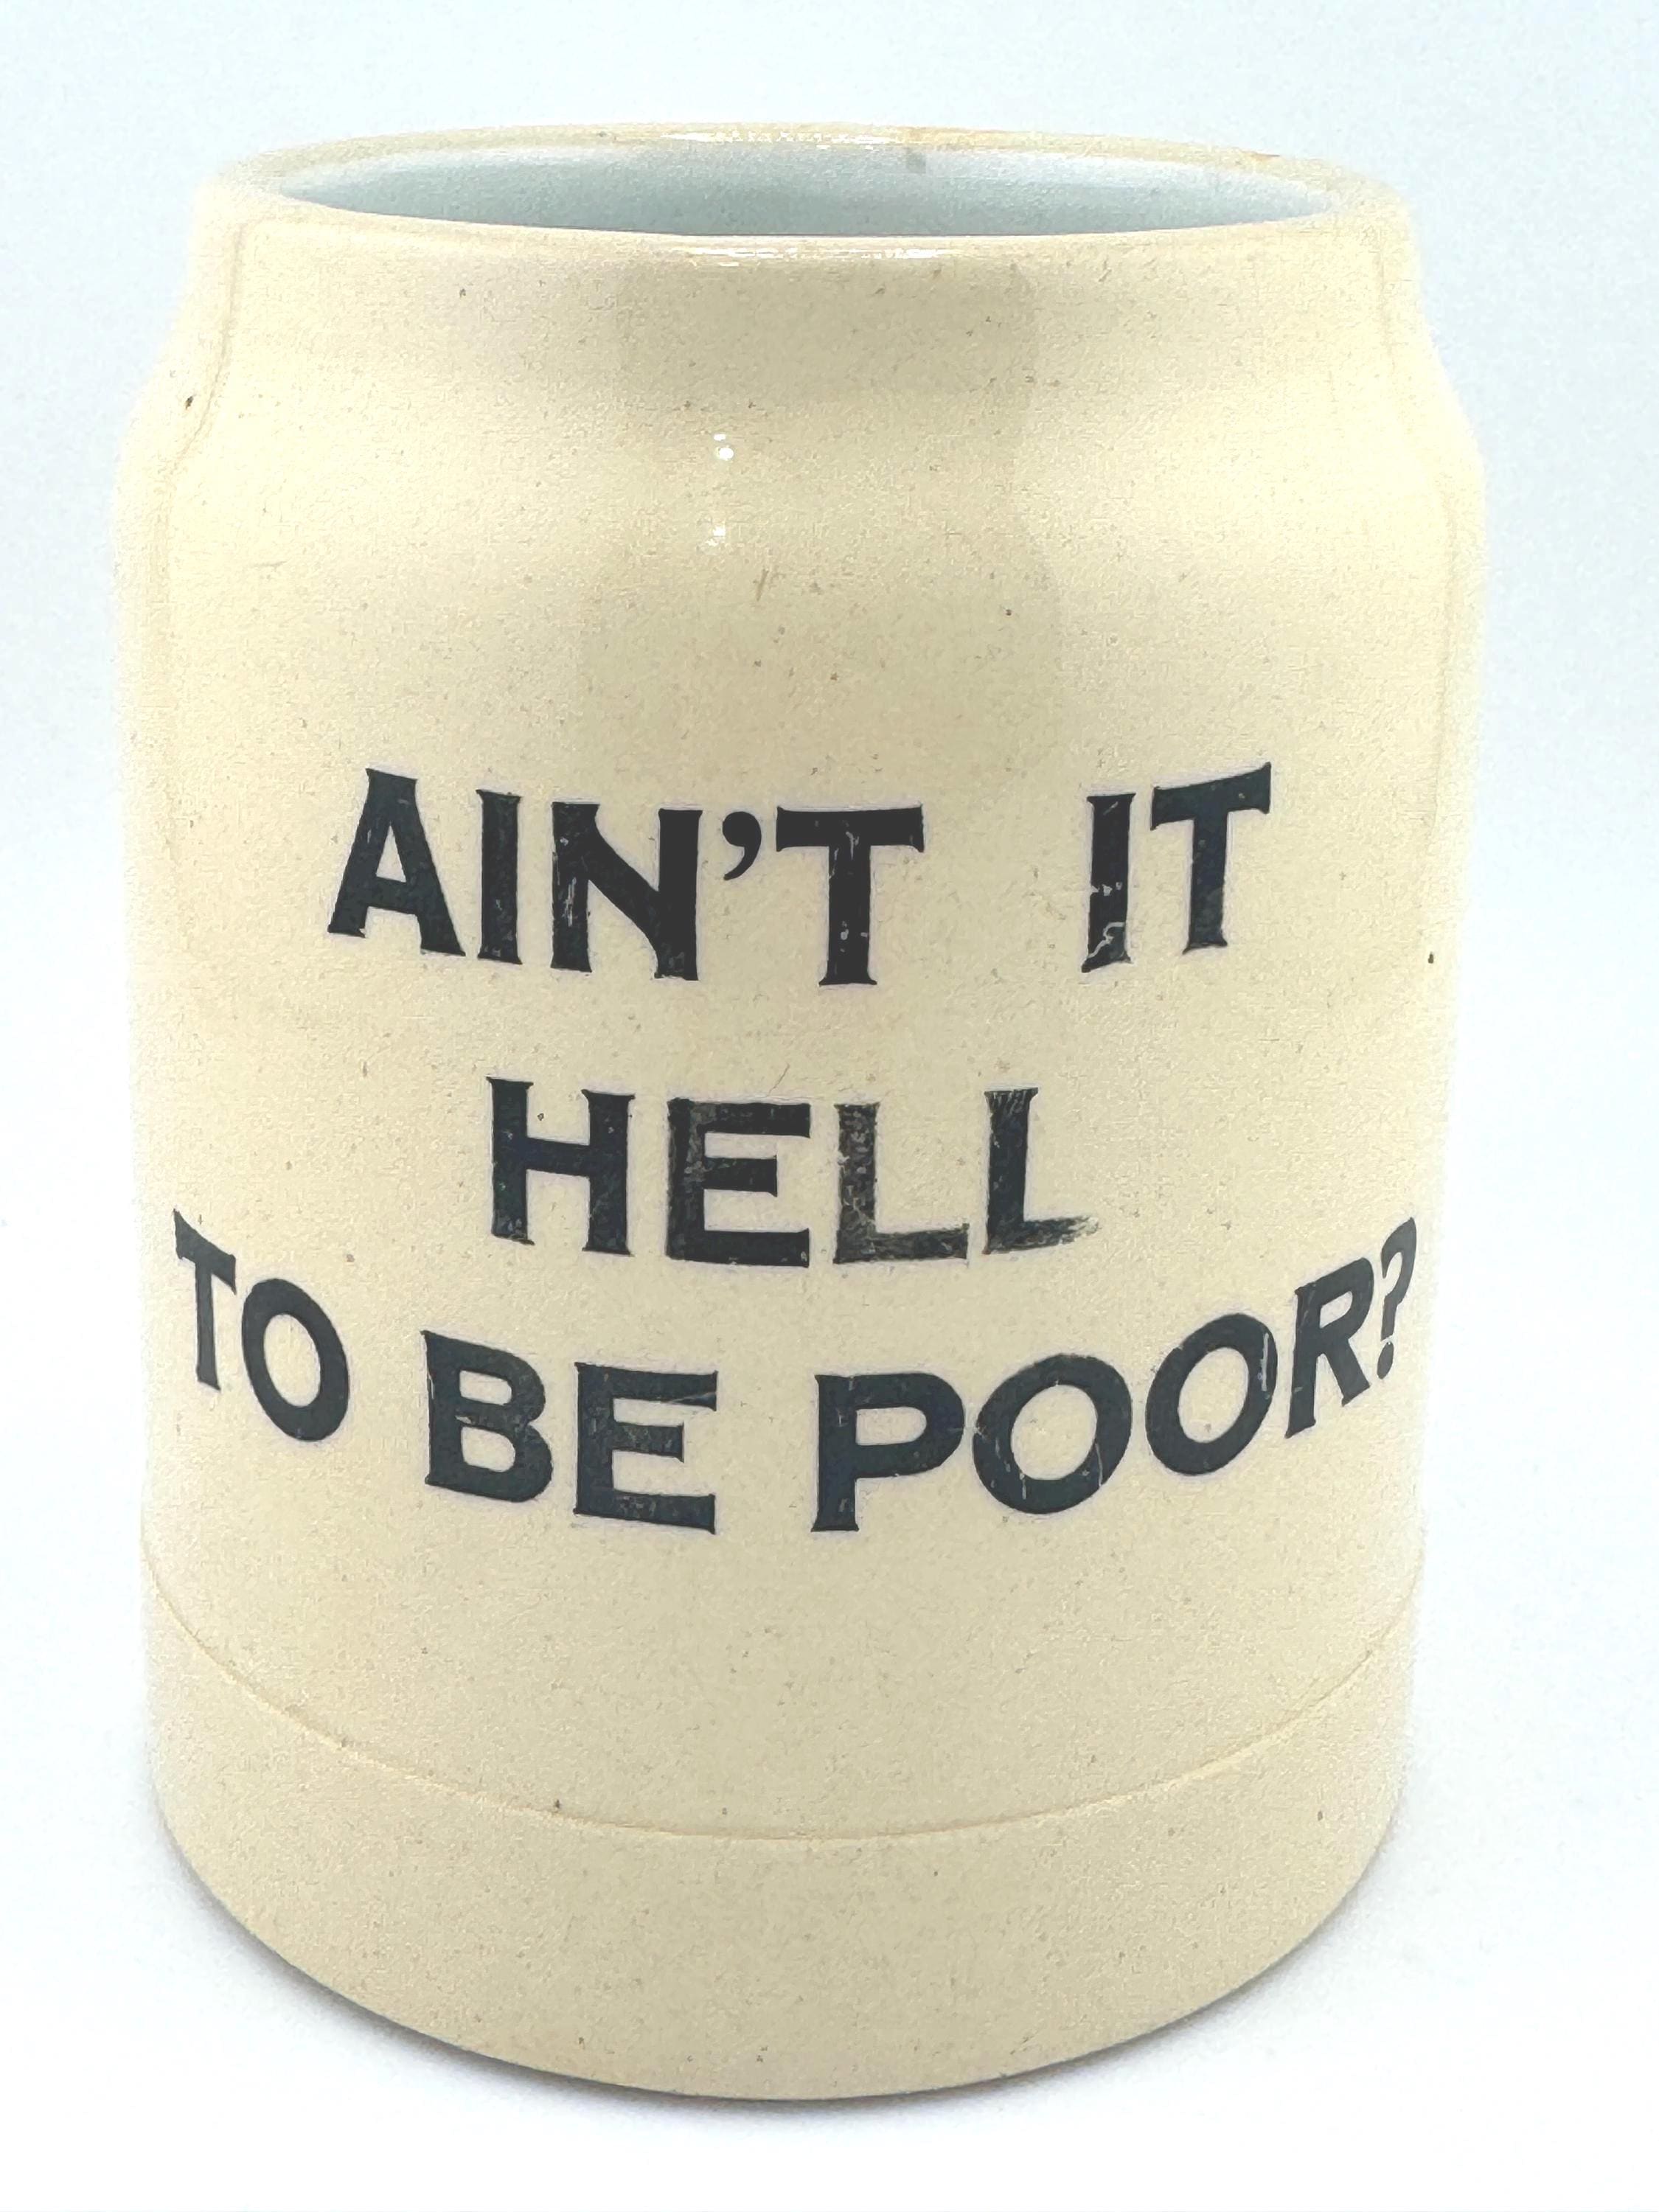 AIN'T IT
HELL
TO BE POOR?